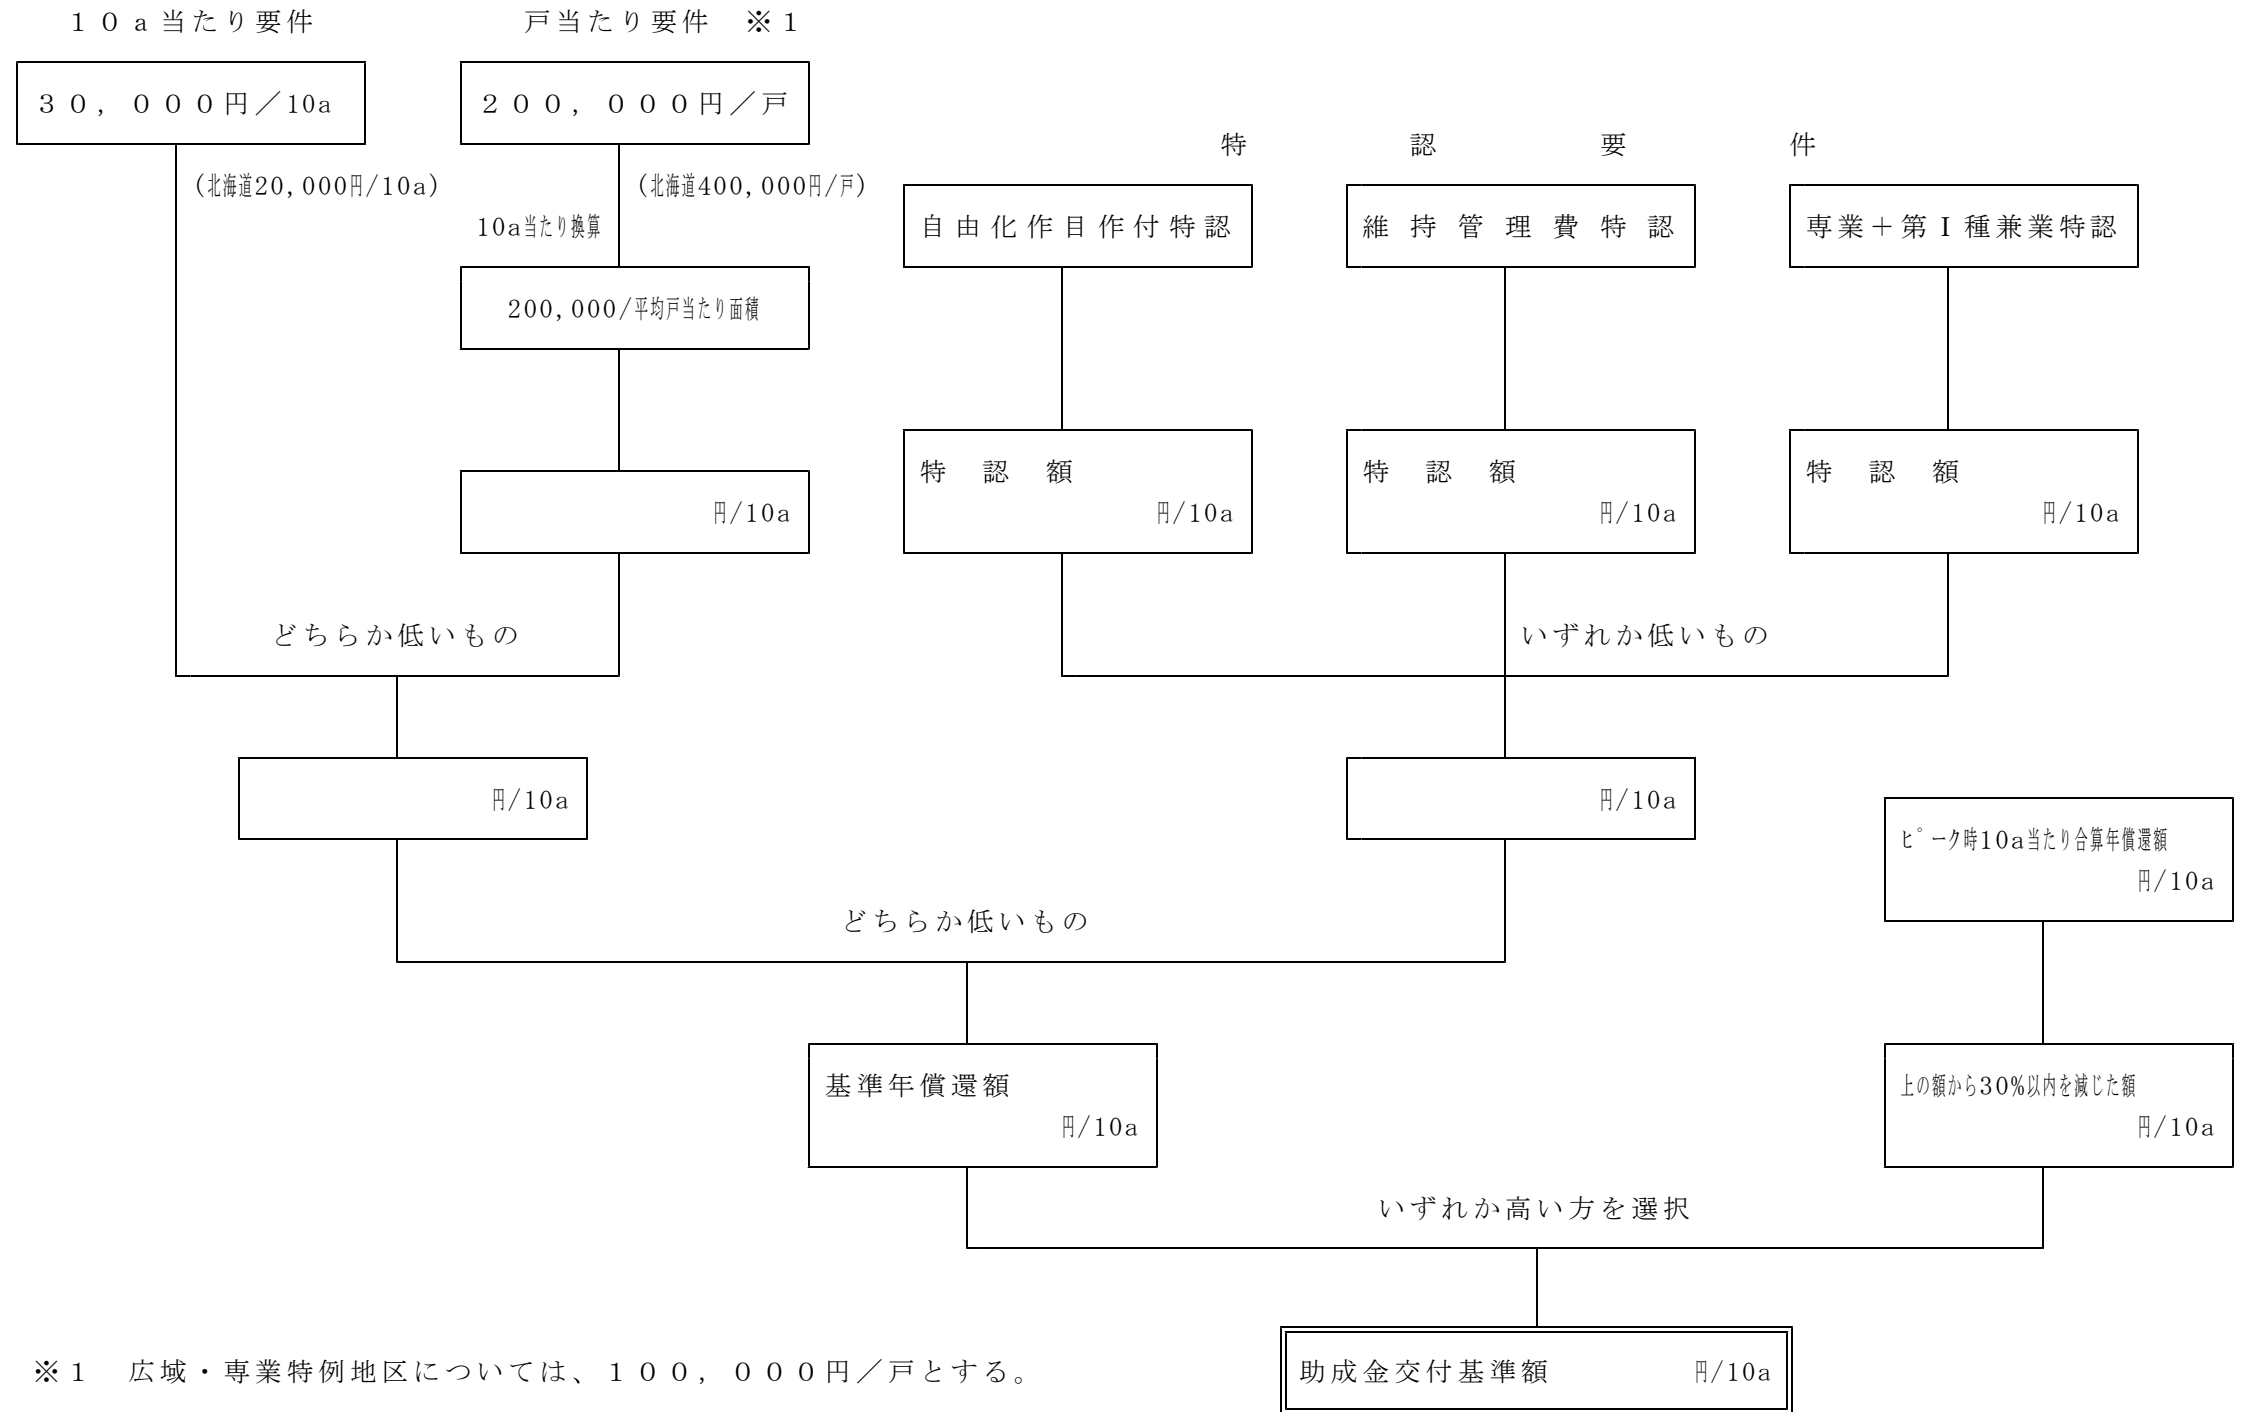 １０ａ当たり要件
戸当たり要件　※１
３０，０００円／10a
２００，０００円／戸
特認要件
(北海道20,000円/10a)
(北海道400,000円/戸)
10a当たり換算
自由化作目作付特認
維持管理費特認
専業＋第Ⅰ種兼業特認
200,000/平均戸当たり面積
円/10a
特認額
円/10a
特認額
円/10a
特認額
円/10a
どちらか低いもの
いずれか低いもの
円/10a
円/10a
ﾋﾟｰｸ時10a当たり合算年償還額
円/10a
どちらか低いもの
基準年償還額
円/10a
上の額から30%以内を減じた額
円/10a
いずれか高い方を選択
※１　広域・専業特例地区については、１００，０００円／戸とする。
助成金交付基準額　円/10a